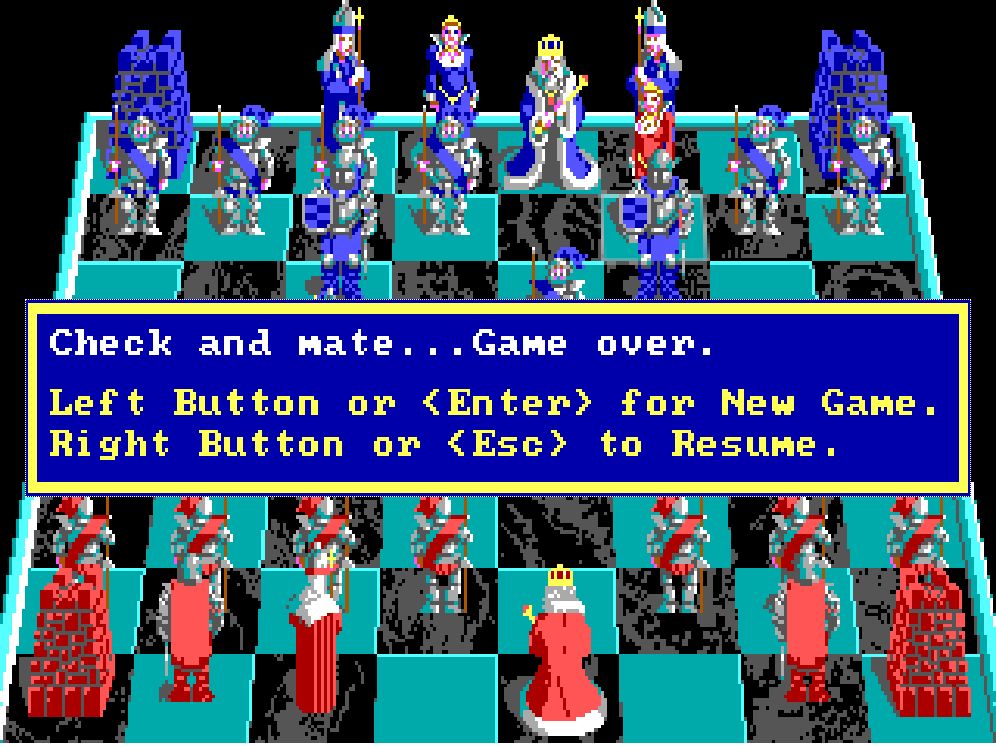 Check and mate...Game over.
Left Button or <Enter> for New Game.
Right Button or <Esc> to Resume.